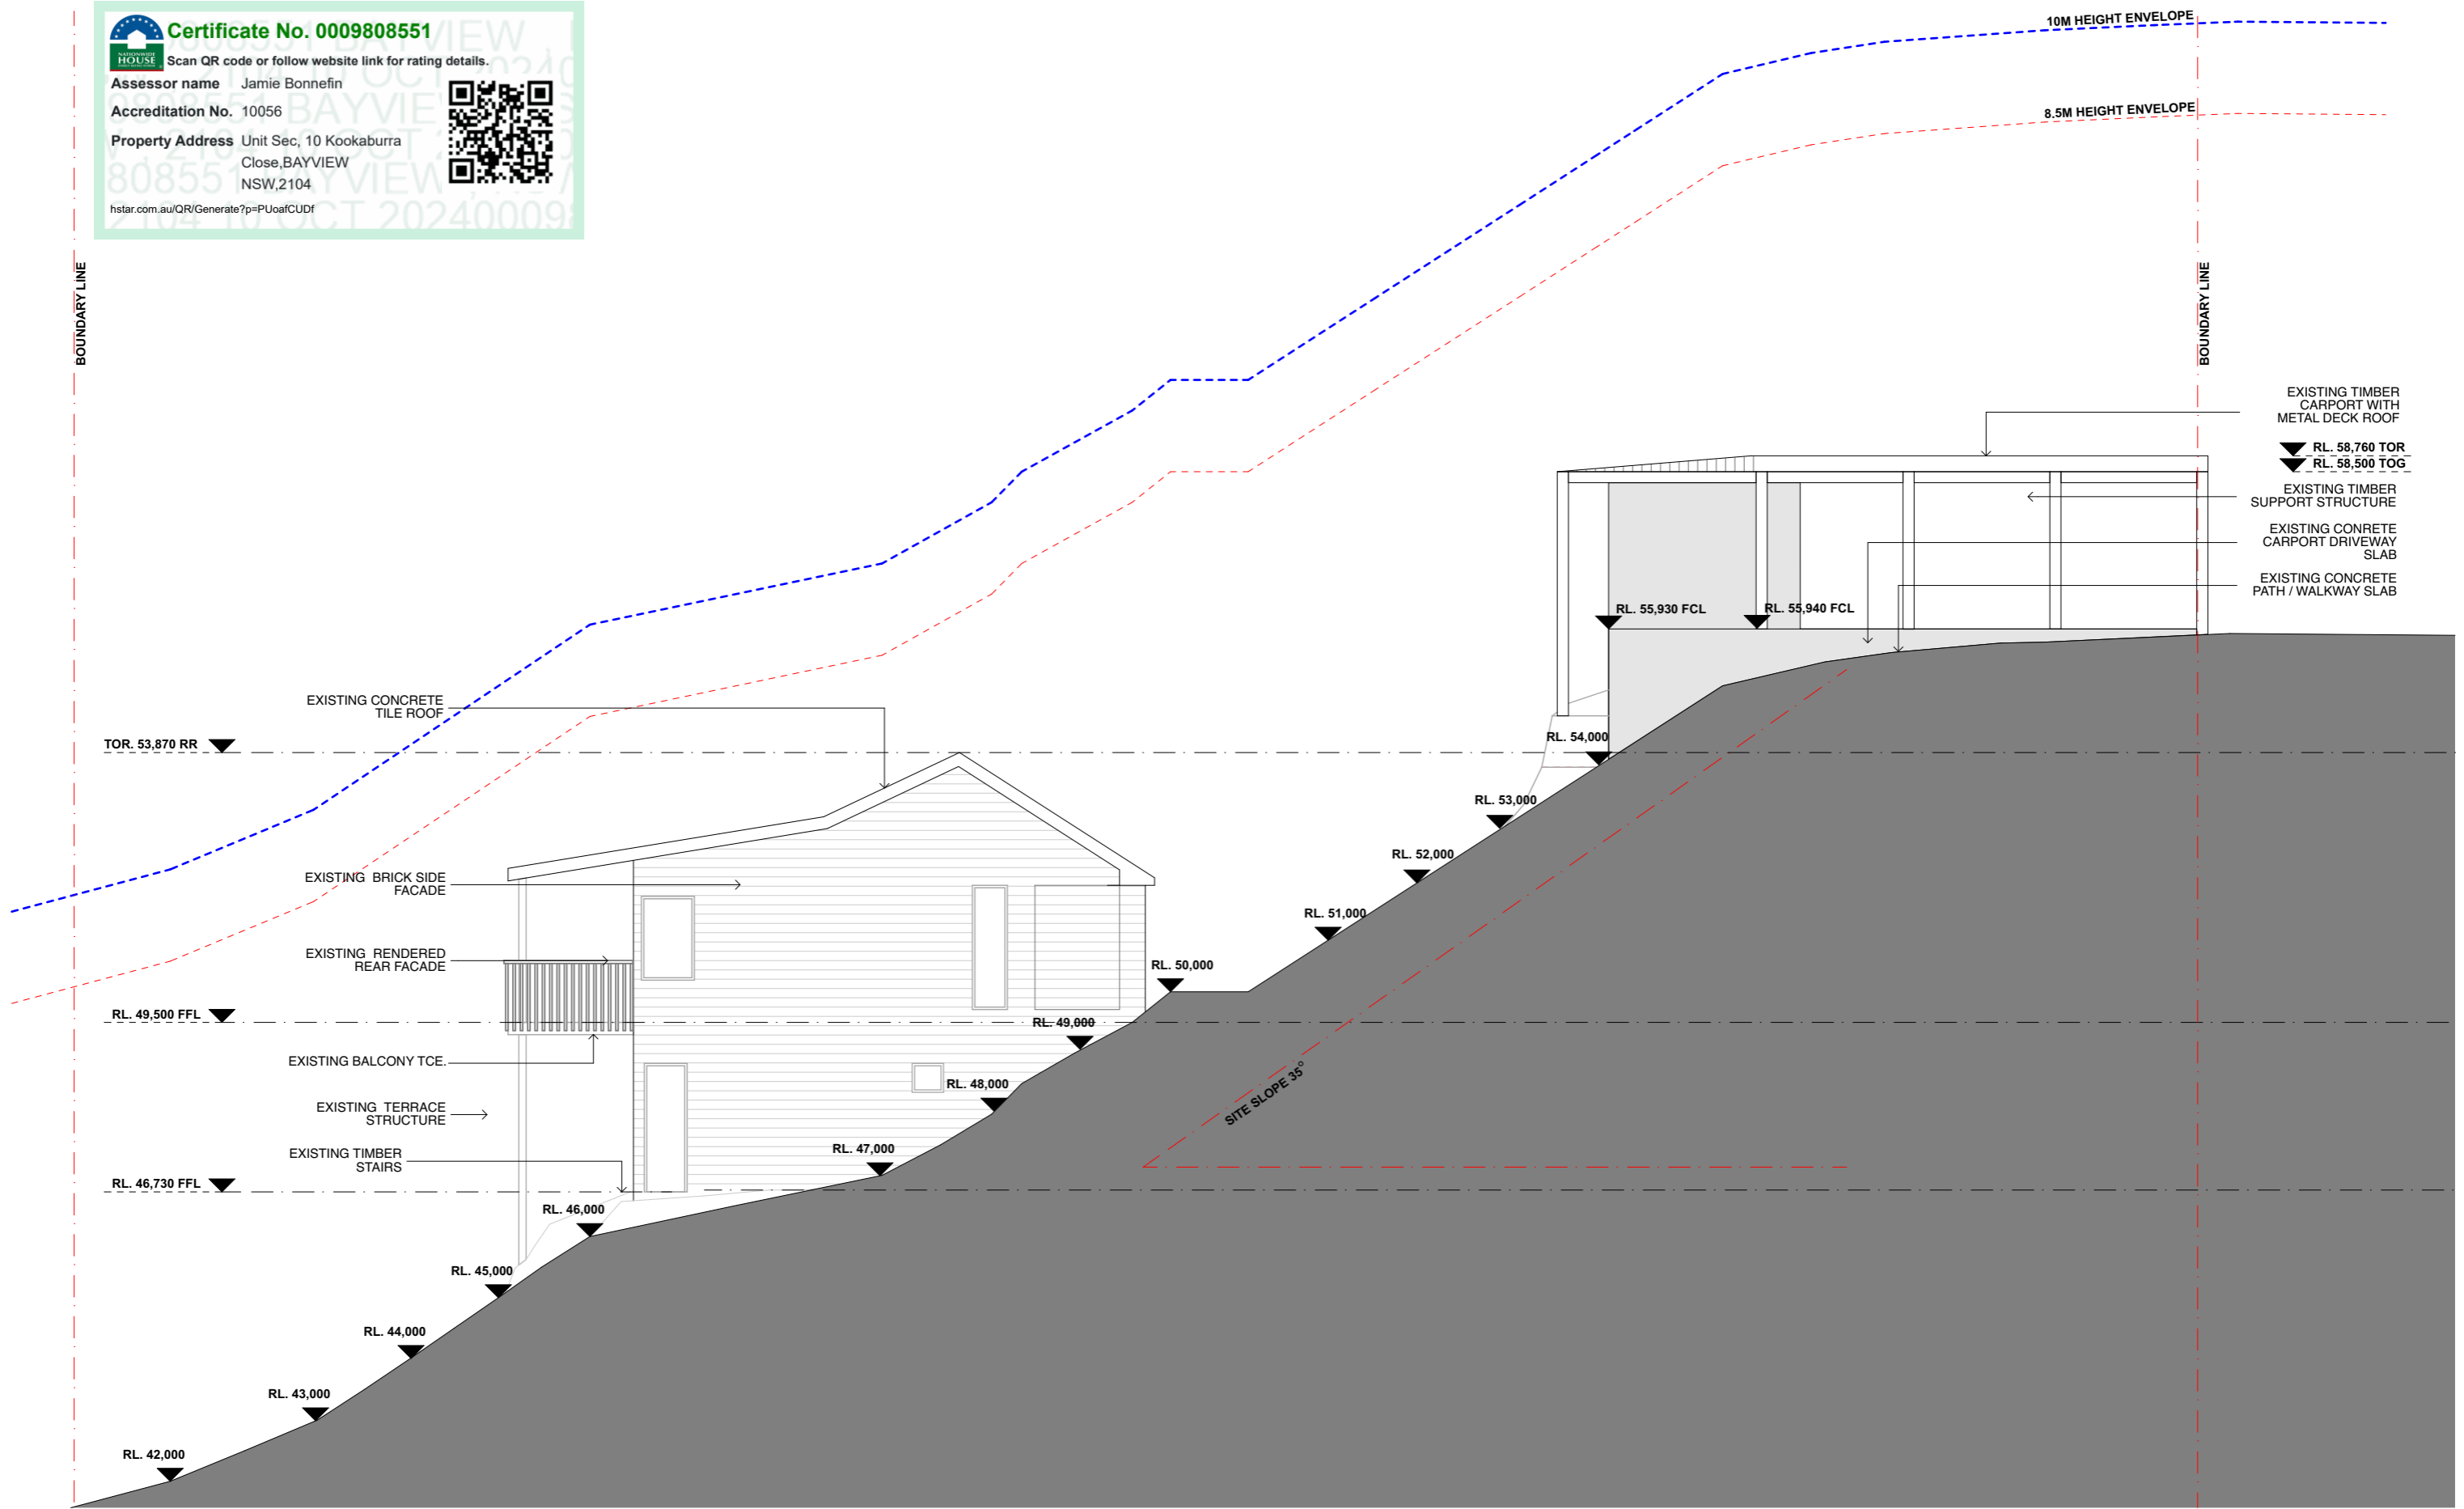 Certificate No. 0009808551
Scan QR code or follow website link for rating details.
Assessor name Jamie Bonnefin
Accreditation No. 10056
Property Address Unit Sec, 10 Kookaburra
Close,BAYVIEW
NSW,2104
hstar.com.au/QR/Generate?p=PUoafCUDf
NATIONWIDE
HOUSE
10M HEIGHT ENVELOPE
8.5M HEIGHT ENVELOPE
BOUNDARY LINE
BOUNDARY LINE
EXISTING TIMBER
CARPORT WITH
METAL DECK ROOF
RL. 58,760 TOR
RL. 58,500 TOG
EXISTING TIMBER
SUPPORT STRUCTURE
EXISTING CONRETE
CARPORT DRIVEWAY
SLAB
EXISTING CONCRETE
PATH / WALKWAY SLAB
RL. 55,930 FCL
RL. 55,940 FCL
EXISTING CONCRETE
TILE ROOF
TOR. 53,870 RR
RL. 54,000
RL. 53,000
RL. 52,000
EXISTING BRICK SIDE
FACADE
RL. 51,000
EXISTING RENDERED
REAR FACADE
RL. 50,000
RL. 49,500 FFL
RL. 49,000
EXISTING BALCONY TCE.
RL. 48,000
SITE SLOPE 35°
EXISTING TERRACE
STRUCTURE
RL. 47,000
EXISTING TIMBER
STAIRS
RL. 46,730 FFL
RL. 46,000
RL. 45,000
RL. 44,000
RL. 43,000
RL. 42,000